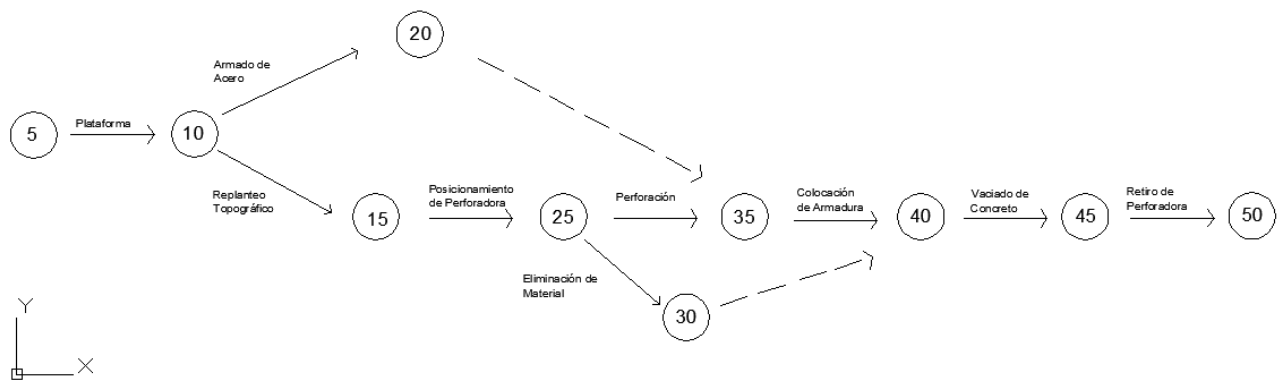 20
Armado de
Acero
5
Plataforma
10
Replanteo
Topográfico
15
Posicionamiento
de Perforadora
25
Perforación
35
Colocación
de Armadura
40
Vaciado de
Concreto
45
Retiro de
Perforadora
50
Eliminación de
Material
30
Y
X